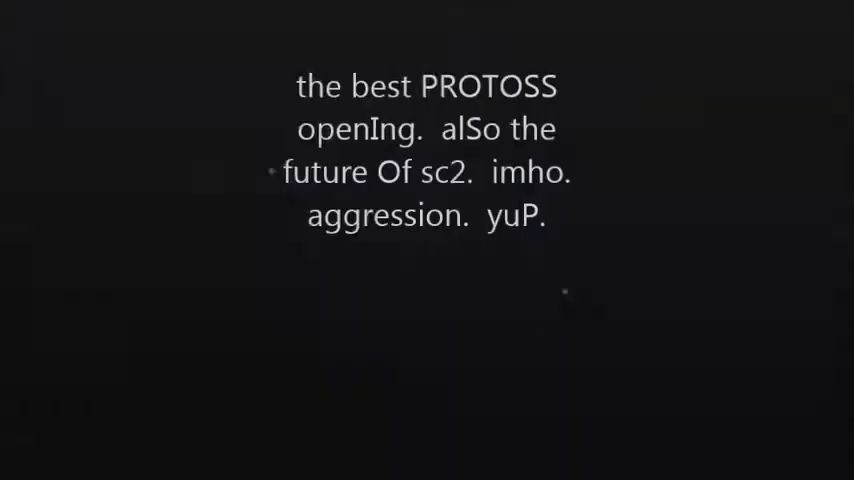 the best PROTOSS
openIng.  alSo the
future Of sc2.  imho.
aggression.  yuP.